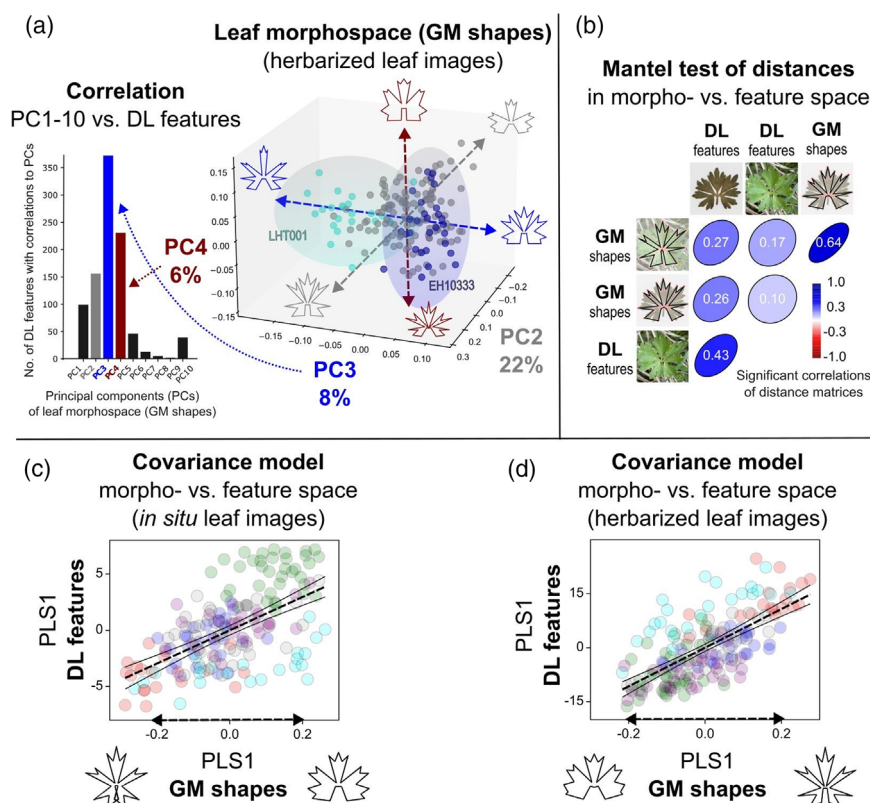 (a)
Leaf morphospace (GM shapes)
(herbarized leaf images)
Correlation
PC1-10 vs. DL features
No. of DL features with correlations to PCs
350
300
250
200
150
100
50
0
PC1
PC2
PC3
PC4
PC5
PC6
PC7
PC8
PC9
PC10
Principal components (PCs)
of leaf morphospace (GM shapes)
PC4
6%
PC3
8%
PC2
22%
LHT001
EH10333
0.15
0.10
0.05
0.00
−0.05
−0.10
−0.15
−0.10
−0.05
0.00
0.05
0.10
0.3
0.2
0.1
0.0
−0.1
−0.2
(b)
Mantel test of distances
in morpho- vs. feature space
DL
features
DL
features
GM
shapes
GM
shapes
0.27
0.17
0.64
GM
shapes
0.26
0.10
DL
features
0.43
1.0
0.3
-0.3
-1.0
Significant correlations
of distance matrices
(c)
Covariance model
morpho- vs. feature space
(in situ leaf images)
PLS1
DL features
5
0
-5
-0.2
0.0
0.2
PLS1
GM shapes
(d)
Covariance model
morpho- vs. feature space
(herbarized leaf images)
PLS1
DL features
15
0
-15
-0.2
0.0
0.2
PLS1
GM shapes